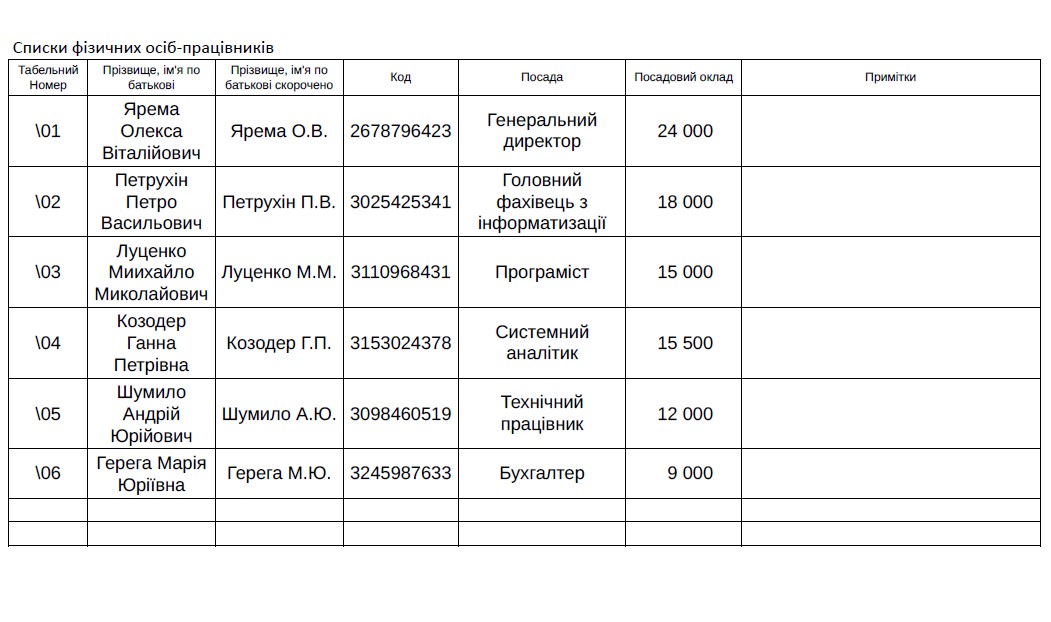 Списки фізичних осіб-працівників
Табельний Номер | Прізвище, ім'я по батькові | Прізвище, ім'я по батькові скорочено | Код | Посада | Посадовий оклад | Примітки
\01 | Ярема Олекса Віталійович | Ярема О.В. | 2678796423 | Генеральний директор | 24 000
\02 | Петрухін Петро Васильович | Петрухін П.В. | 3025425341 | Головний фахівець з інформатизації | 18 000
\03 | Луценко Миихайло Миколайович | Луценко М.М. | 3110968431 | Програміст | 15 000
\04 | Козодер Ганна Петрівна | Козодер Г.П. | 3153024378 | Системний аналітик | 15 500
\05 | Шумило Андрій Юрійович | Шумило А.Ю. | 3098460519 | Технічний працівник | 12 000
\06 | Герега Марія Юріївна | Герега М.Ю. | 3245987633 | Бухгалтер | 9 000